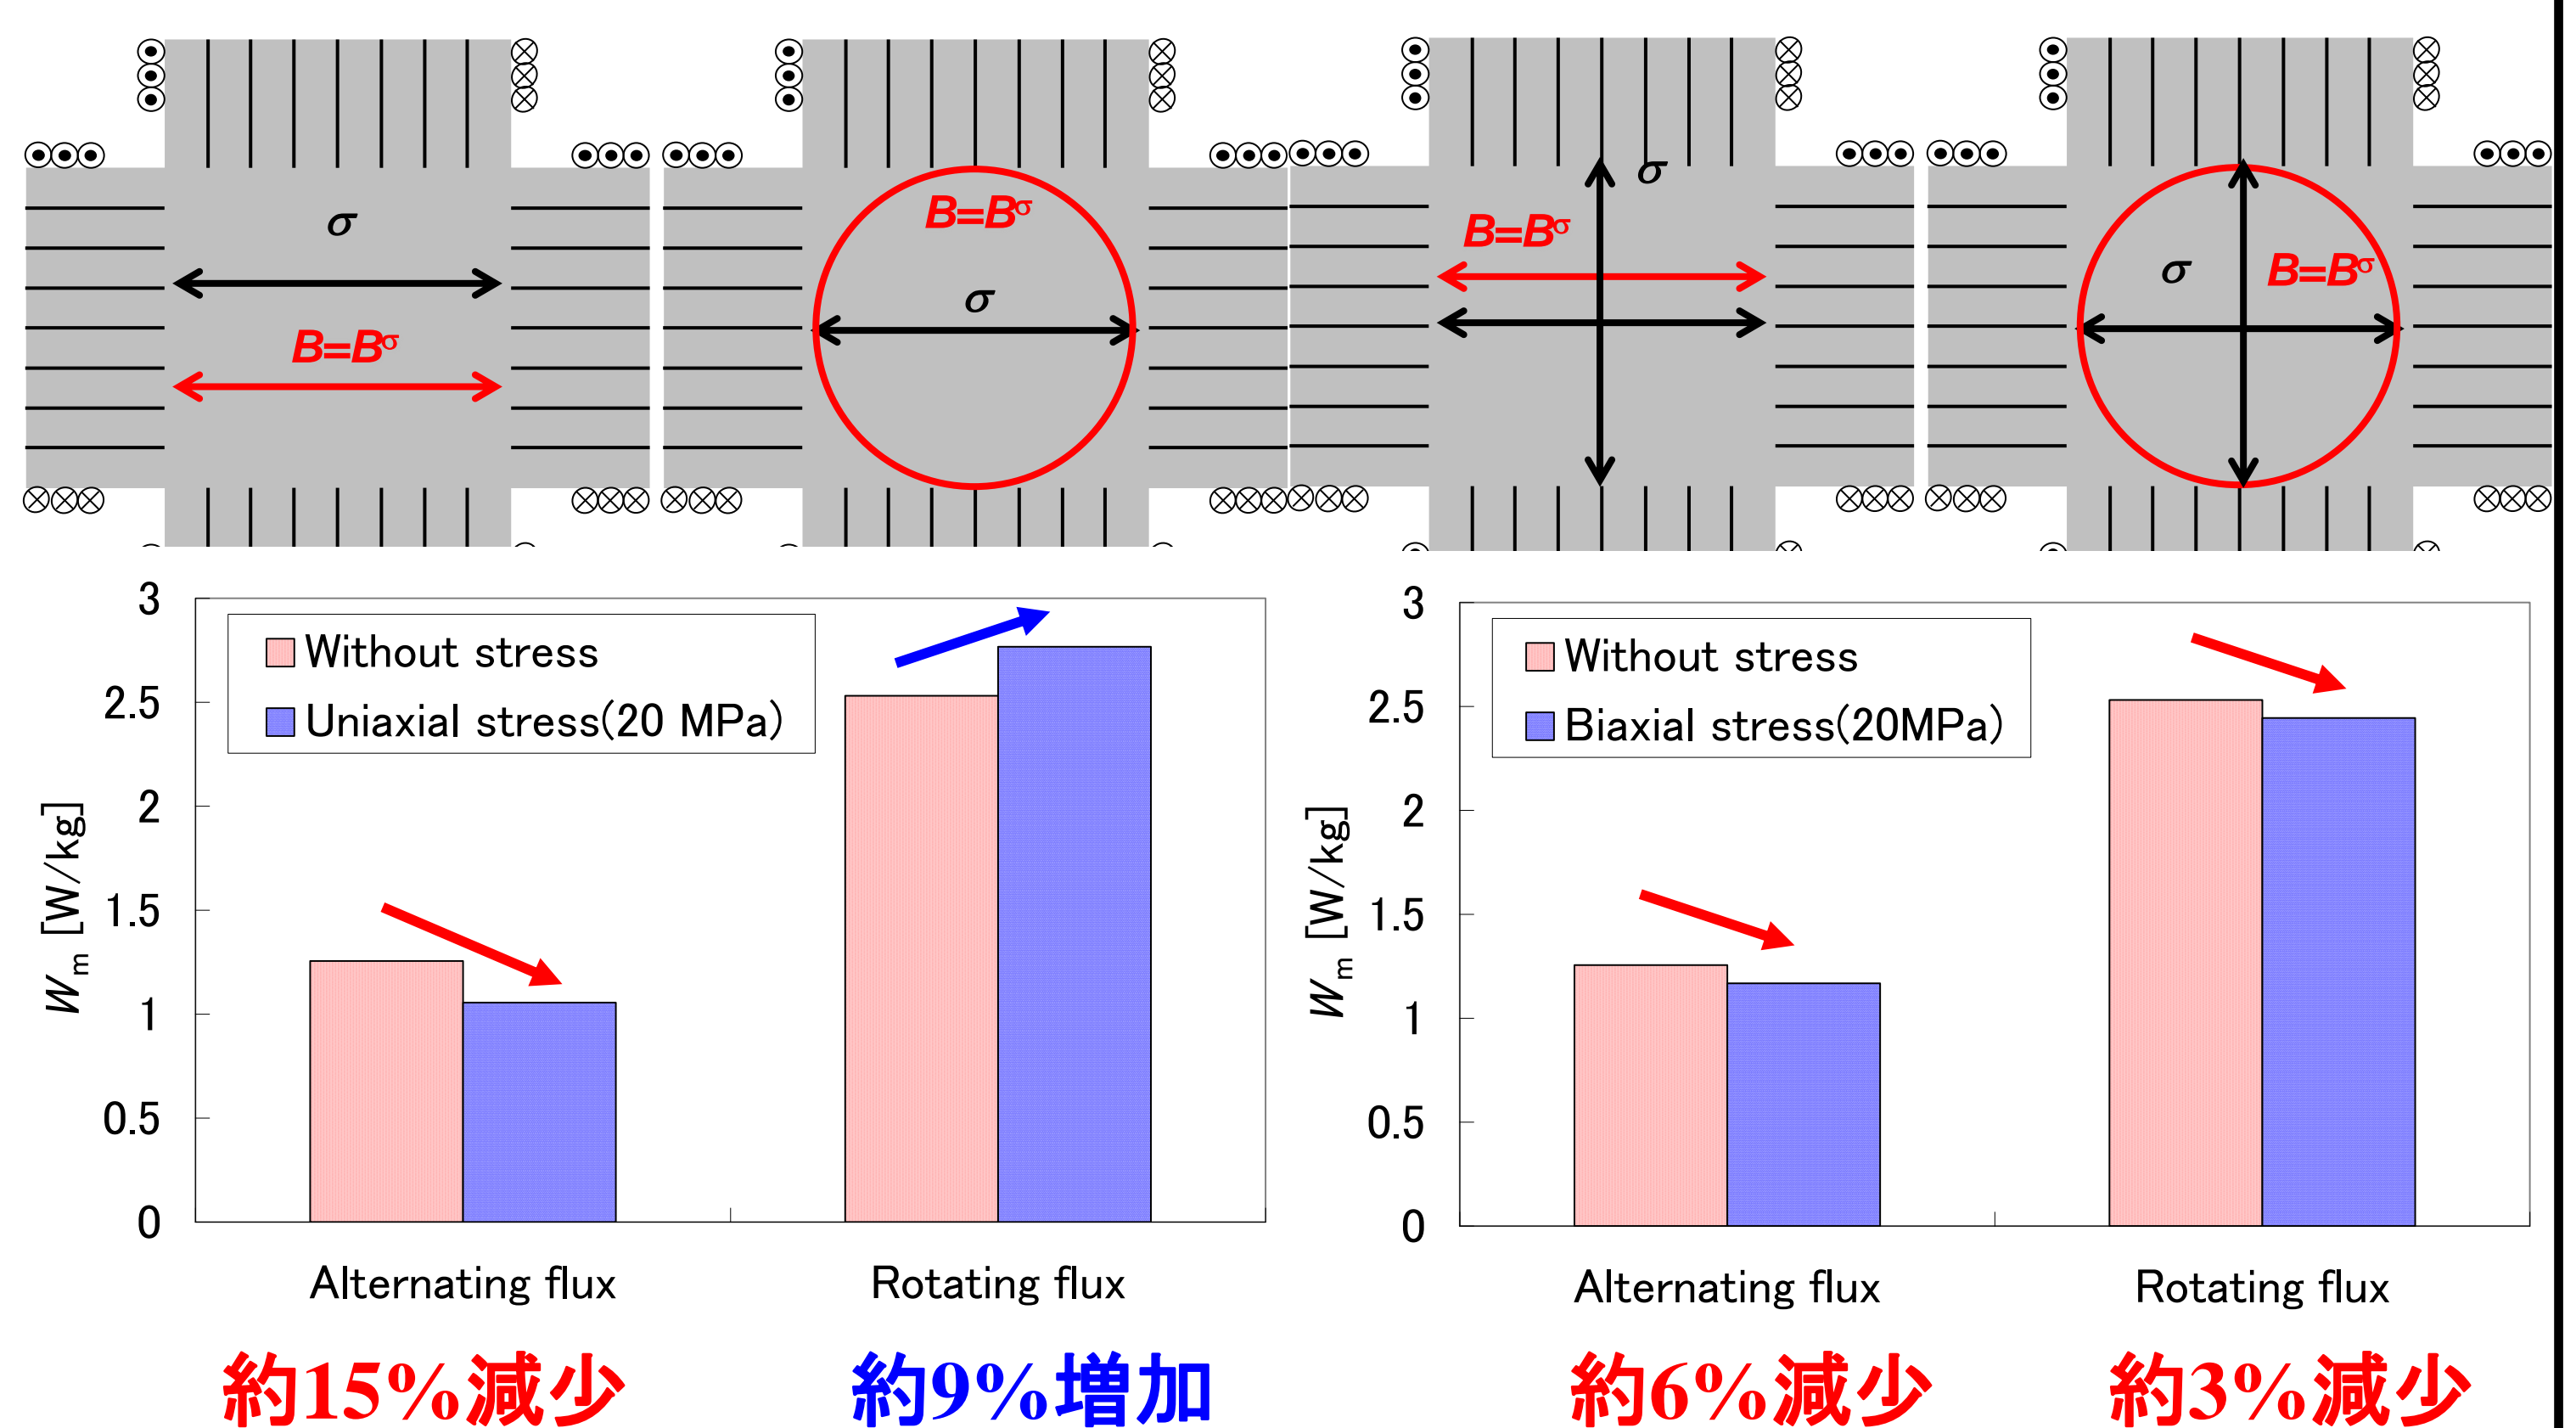 σ
B=Bσ
B=Bσ
σ
σ
B=Bσ
σ
B=Bσ
3
2.5
2
1.5
1
0.5
0
Wm [W/kg]
Without stress
Uniaxial stress(20 MPa)
Alternating flux
Rotating flux
約15%減少
約9%増加
3
2.5
2
1.5
1
0.5
0
Wm [W/kg]
Without stress
Biaxial stress(20MPa)
Alternating flux
Rotating flux
約6%減少
約3%減少